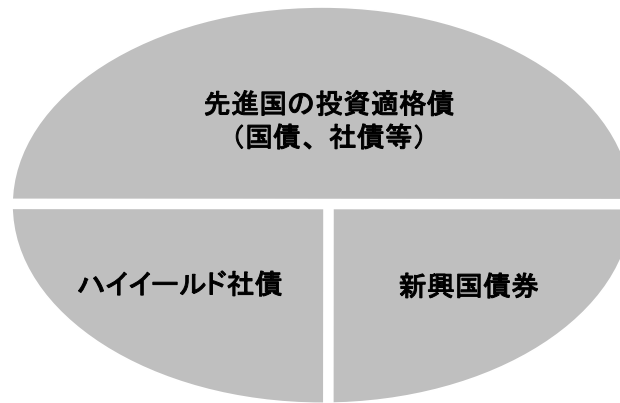 先進国の投資適格債
（国債、社債等）
ハイイールド社債
新興国債券